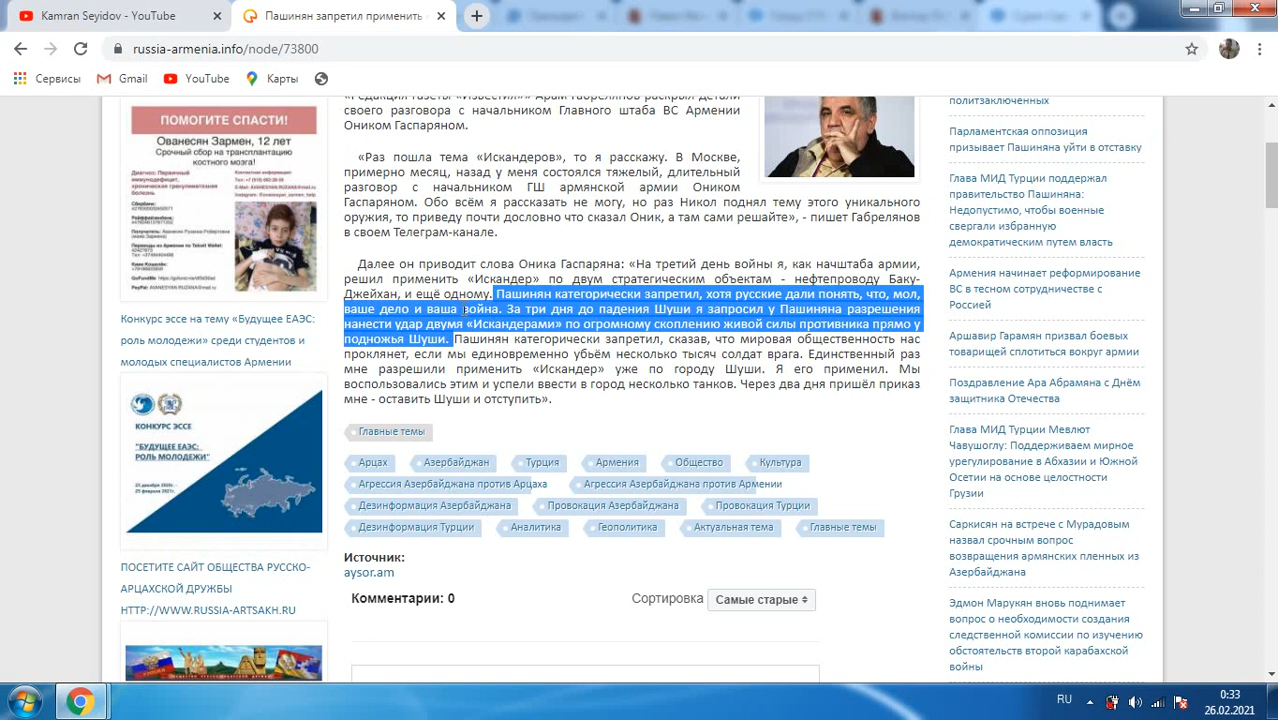 Kamran Seyidov - YouTube
Пашинян запретил применить
russia-armenia.info/node/73800
Сервисы
Gmail
YouTube
Карты
ПОМОГИТЕ СПАСТИ!
Ованесян Зармен, 12 лет
Срочный сбор на трансплантацию
костного мозга!
Конкурс эссе на тему «Будущее ЕАЭС:
роль молодежи» среди студентов и
молодых специалистов Армении
КОНКУРС ЭССЕ
"БУДУЩЕЕ ЕАЭС:
РОЛЬ МОЛОДЕЖИ"
ПОСЕТИТЕ САЙТ ОБЩЕСТВА РУССКО-
АРЦАХСКОЙ ДРУЖБЫ
HTTP://WWW.RUSSIA-ARTSAKH.RU
«Редакция газеты «Известия»» Арам Габрелянов раскрыл детали
своего разговора с начальником Главного штаба ВС Армении
Оником Гаспаряном.
«Раз пошла тема «Искандеров», то я расскажу. В Москве,
примерно месяц, назад у меня состоялся тяжелый, длительный
разговор с начальником ГШ армянской армии Оником
Гаспаряном. Обо всём я рассказать не могу, но раз Никол поднял тему этого уникального
оружия, то приведу почти дословно что сказал Оник, а там сами решайте», - пишет Габрелянов
в своем Телеграм-канале.
Далее он приводит слова Оника Гаспаряна: «На третий день войны я, как начштаба армии,
решил применить «Искандер» по двум стратегическим объектам - нефтепроводу Баку-
Джейхан, и ещё одному. Пашинян категорически запретил, хотя русские дали понять, что, мол,
ваше дело и ваша война. За три дня до падения Шуши я запросил у Пашиняна разрешения
нанести удар двумя «Искандерами» по огромному скоплению живой силы противника прямо у
подножья Шуши. Пашинян категорически запретил, сказав, что мировая общественность нас
проклянет, если мы единовременно убьём несколько тысяч солдат врага. Единственный раз
мне разрешили применить «Искандер» уже по городу Шуши. Я его применил. Мы
воспользовались этим и успели ввести в город несколько танков. Через два дня пришёл приказ
мне - оставить Шуши и отступить».
Главные темы
Арцах
Азербайджан
Турция
Армения
Общество
Культура
Агрессия Азербайджана против Арцаха
Агрессия Азербайджана против Армении
Дезинформация Азербайджана
Провокация Азербайджана
Провокация Турции
Дезинформация Турции
Аналитика
Геополитика
Актуальная тема
Главные темы
Источник:
aysor.am
Комментарии: 0
Сортировка
Самые старые
политзаключенных
Парламентская оппозиция
призывает Пашиняна уйти в отставку
Глава МИД Турции поддержал
правительство Пашиняна:
Недопустимо, чтобы военные
свергали избранную
демократическим путем власть
Армения начинает реформирование
ВС в тесном сотрудничестве с
Россией
Аршавир Гарамян призвал боевых
товарищей сплотиться вокруг армии
Поздравление Ара Абрамяна с Днём
защитника Отечества
Глава МИД Турции Мевлют
Чавушоглу: Поддерживаем мирное
урегулирование в Абхазии и Южной
Осетии на основе целостности
Грузии
Саркисян на встрече с Мурадовым
назвал срочным вопрос
возвращения армянских пленных из
Азербайджана
Эдмон Марукян вновь поднимает
вопрос о необходимости создания
следственной комиссии по изучению
обстоятельств второй карабахской
войны
RU
0:33
26.02.2021